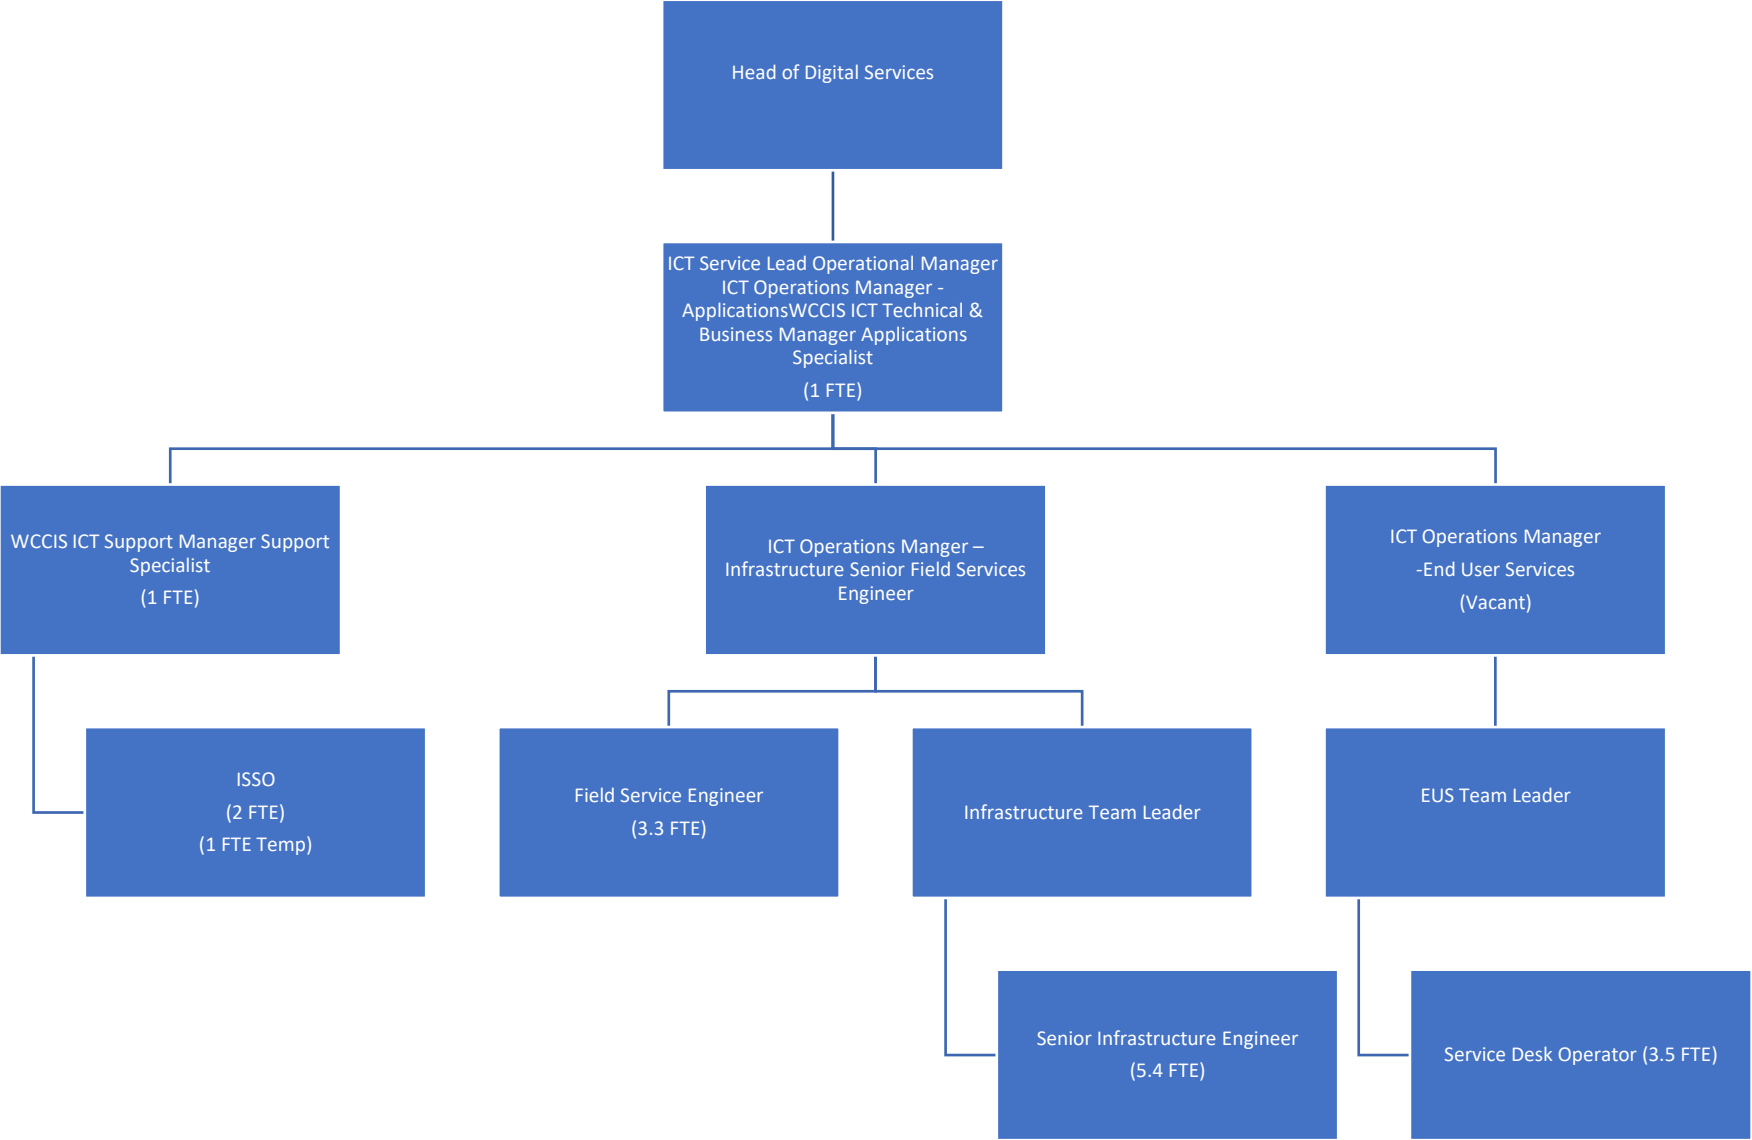 Head of Digital Services
ICT Service Lead Operational Manager
ICT Operations Manager -
ApplicationsWCCIS ICT Technical &
Business Manager Applications
Specialist
(1 FTE)
WCCIS ICT Support Manager Support
Specialist
(1 FTE)
ICT Operations Manger –
Infrastructure Senior Field Services
Engineer
ICT Operations Manager
-End User Services
(Vacant)
ISSO
(2 FTE)
(1 FTE Temp)
Field Service Engineer
(3.3 FTE)
Infrastructure Team Leader
EUS Team Leader
Senior Infrastructure Engineer
(5.4 FTE)
Service Desk Operator (3.5 FTE)